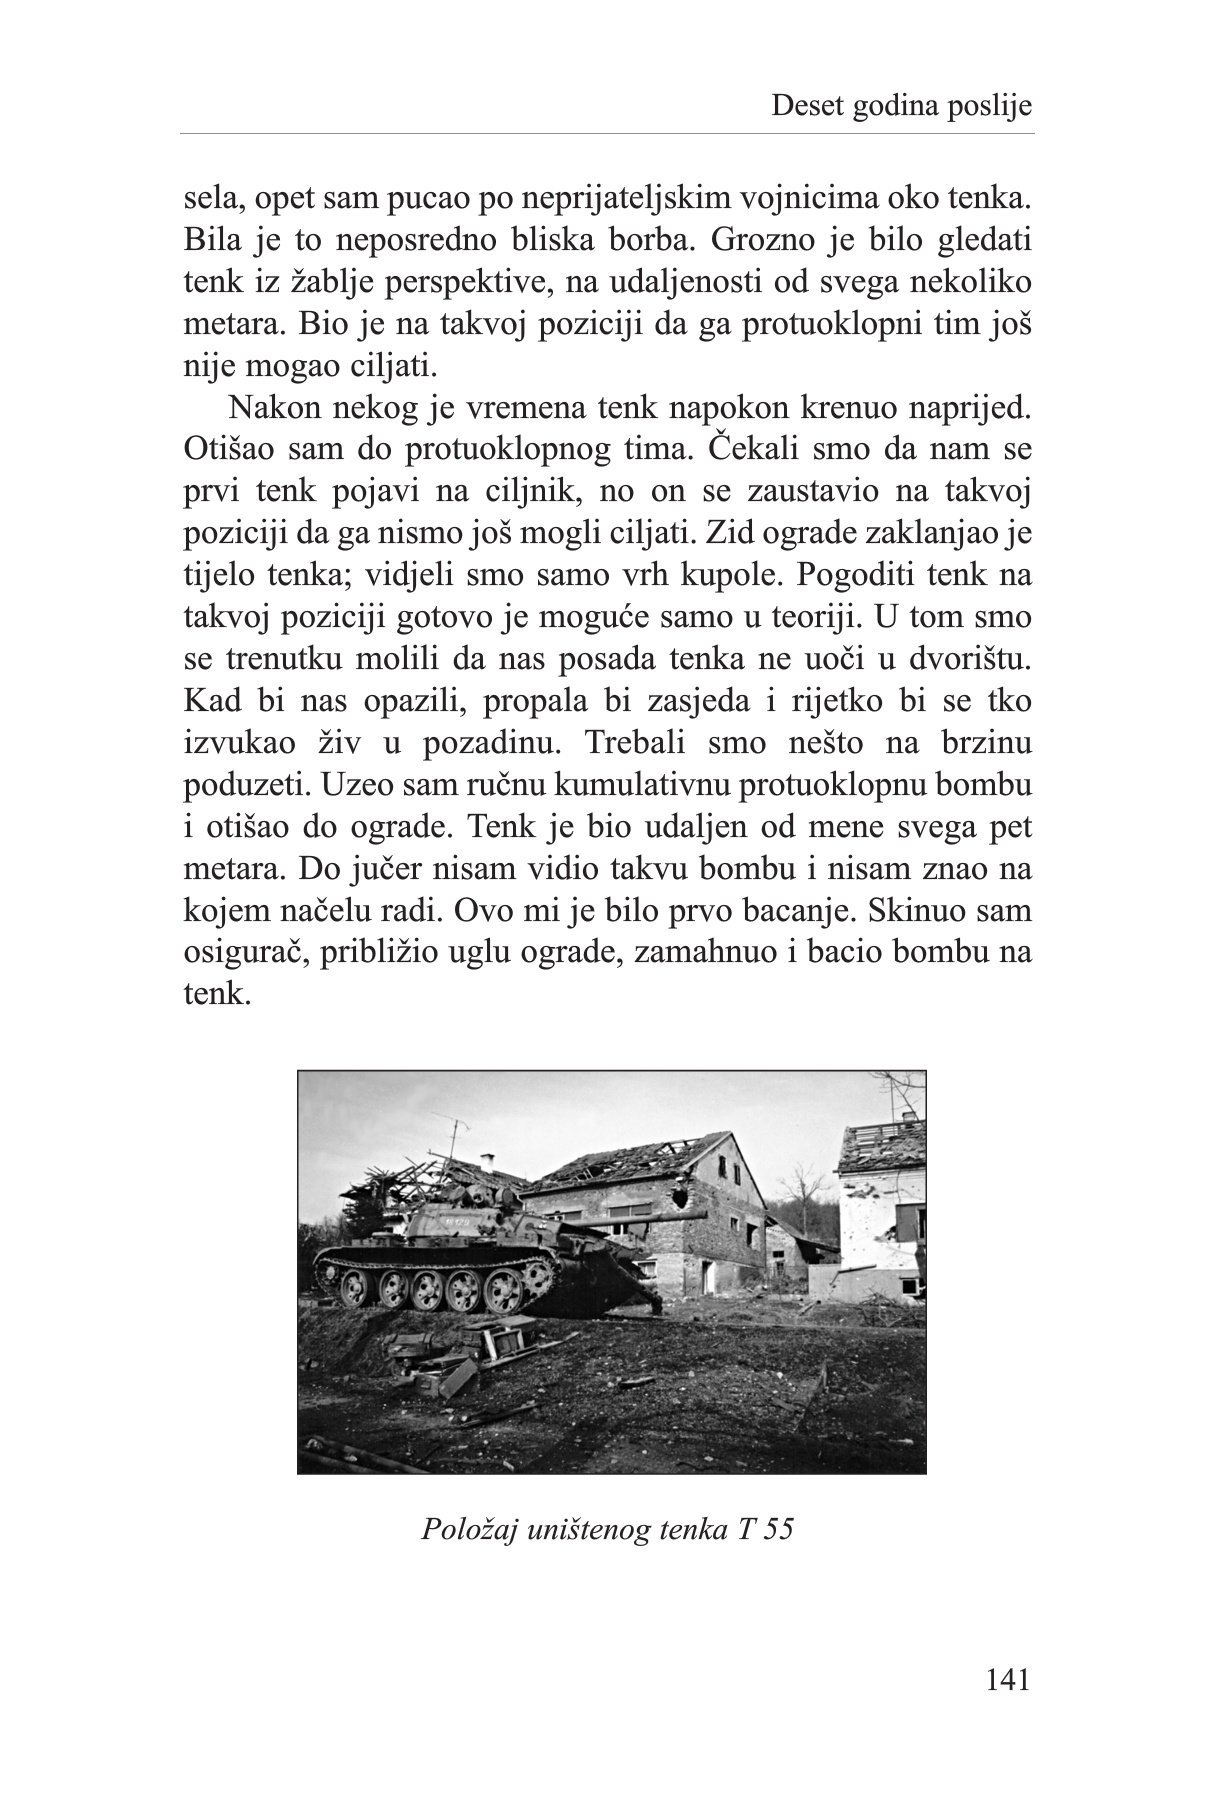 Deset godina poslije
sela, opet sam pucao po neprijateljskim vojnicima oko tenka.
Bila je to neposredno bliska borba. Grozno je bilo gledati
tenk iz žablje perspektive, na udaljenosti od svega nekoliko
metara. Bio je na takvoj poziciji da ga protuoklopni tim još
nije mogao ciljati.
Nakon nekog je vremena tenk napokon krenuo naprijed.
Otišao sam do protuoklopnog tima. Čekali smo da nam se
prvi tenk pojavi na ciljnik, no on se zaustavio na takvoj
poziciji da ga nismo još mogli ciljati. Zid ograde zaklanjao je
tijelo tenka; vidjeli smo samo vrh kupole. Pogoditi tenk na
takvoj poziciji gotovo je moguće samo u teoriji. U tom smo
se trenutku molili da nas posada tenka ne uoči u dvorištu.
Kad bi nas opazili, propala bi zasjeda i rijetko bi se tko
izvukao živ u pozadinu. Trebali smo nešto na brzinu
poduzeti. Uzeo sam ručnu kumulativnu protuoklopnu bombu
i otišao do ograde. Tenk je bio udaljen od mene svega pet
metara. Do jučer nisam vidio takvu bombu i nisam znao na
kojem načelu radi. Ovo mi je bilo prvo bacanje. Skinuo sam
osigurač, približio uglu ograde, zamahnuo i bacio bombu na
tenk.
Položaj uništenog tenka T 55
141